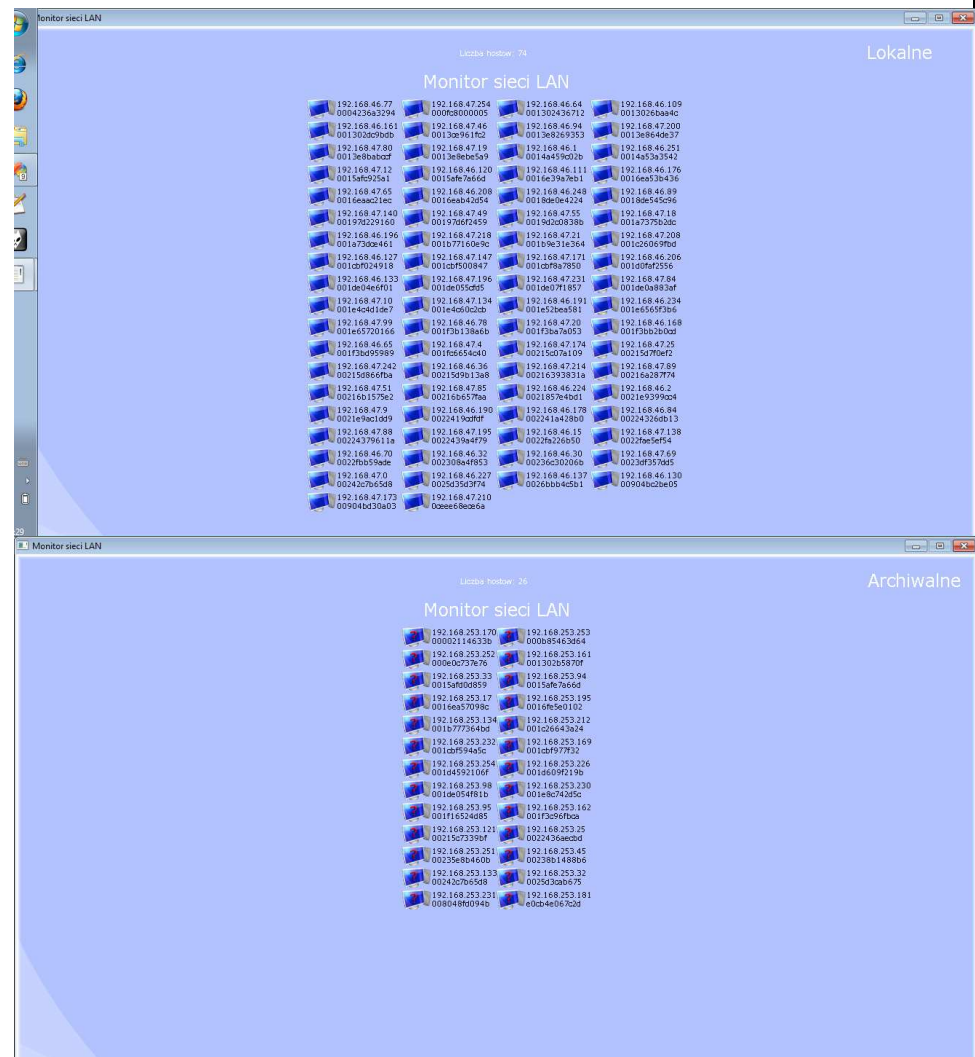 Monitor sieci LAN
Liczba hostow: 74
Lokalne
Monitor sieci LAN
192.168.46.77 192.168.47.254 192.168.46.64 192.168.46.109
0004236a3294 000fc8000005 001302436712 0013026baa4c
192.168.46.161 192.168.47.46 192.168.46.94 192.168.47.200
001302dc9bdb 0013ce961fc2 0013e8269353 0013e864de37
192.168.47.80 192.168.47.19 192.168.46.1 192.168.46.251
0013e8babccf 0013e8ebe5a9 0014a459c02b 0014a53a3542
192.168.47.12 192.168.46.120 192.168.46.111 192.168.46.176
0015afc925a1 0015afe7a66d 0016e39a7eb1 0016ea53b436
192.168.47.65 192.168.46.208 192.168.46.248 192.168.46.89
0016eaac21ec 0016eab42d54 0018de0e4224 0018de545c96
192.168.47.140 192.168.47.49 192.168.47.55 192.168.47.18
00197d229160 00197d6f2459 0019d2c0838b 001a7375b2dc
192.168.46.196 192.168.47.218 192.168.47.21 192.168.47.208
001a73dce461 001b77160e9c 001b9e31e364 001c26069fbd
192.168.46.127 192.168.47.147 192.168.47.171 192.168.46.206
001cbf024918 001cbf500847 001cbf8a7850 001d0faf2556
192.168.46.133 192.168.47.196 192.168.47.231 192.168.47.84
001de04e6f01 001de055cfd5 001de07f1857 001de0a883af
192.168.47.10 192.168.47.134 192.168.46.191 192.168.46.234
001e4c4d1de7 001e4c60c2cb 001e52bea581 001e6565f3b6
192.168.47.99 192.168.46.78 192.168.47.20 192.168.46.168
001e65720166 001f3b138a6b 001f3ba7a053 001f3bb2b0cd
192.168.46.65 192.168.47.4 192.168.47.174 192.168.47.25
001f3bd95989 001fc6654c40 00215c07a109 00215d7f0ef2
192.168.47.242 192.168.46.36 192.168.47.214 192.168.47.89
00215d866fba 00215d9b13a8 00216393831a 00216a287f74
192.168.47.51 192.168.47.85 192.168.46.224 192.168.46.2
00216b1575e2 00216b657faa 0021857e4bd1 0021e9399cc4
192.168.47.9 192.168.46.190 192.168.46.178 192.168.46.84
0021e9ac1dd9 0022419cdfdf 002241a428b0 00224326db13
192.168.47.88 192.168.47.195 192.168.46.15 192.168.47.138
00224379611a 0022439a4f79 0022fa226b50 0022fae5ef54
192.168.46.70 192.168.46.32 192.168.46.30 192.168.47.69
0022fbb59ade 002308a4f853 00236c30206b 0023df357dd5
192.168.47.0 192.168.46.227 192.168.46.137 192.168.46.130
00242c7b65d8 0025d35d3f74 0026bbb4c5b1 00904bc2be05
192.168.47.173 192.168.47.210
00904bd30a03 0ceee68ece6a
Monitor sieci LAN
Liczba hostow: 26
Archiwalne
Monitor sieci LAN
192.168.253.170 192.168.253.253
00002114633b 000b85463d64
192.168.253.252 192.168.253.161
000e0c737e76 001302b5870f
192.168.253.33 192.168.253.94
0015afd0d859 0015afe7a66d
192.168.253.17 192.168.253.195
0016ea57098c 0016fe5e0102
192.168.253.134 192.168.253.212
001b777364bd 001c26643a24
192.168.253.232 192.168.253.169
001cbf594a5c 001cbf977f32
192.168.253.254 192.168.253.226
001d4592106f 001d609f219b
192.168.253.98 192.168.253.230
001de054f81b 001e8c742d5c
192.168.253.95 192.168.253.162
001f16524d85 001f3c96fbca
192.168.253.121 192.168.253.25
00215c7339bf 0022436aecbd
192.168.253.251 192.168.253.45
00235e8b460b 00238b1488b6
192.168.253.133 192.168.253.32
00242c7b65d8 0025d3cab675
192.168.253.231 192.168.253.181
008048fd094b e0cb4e067c2d